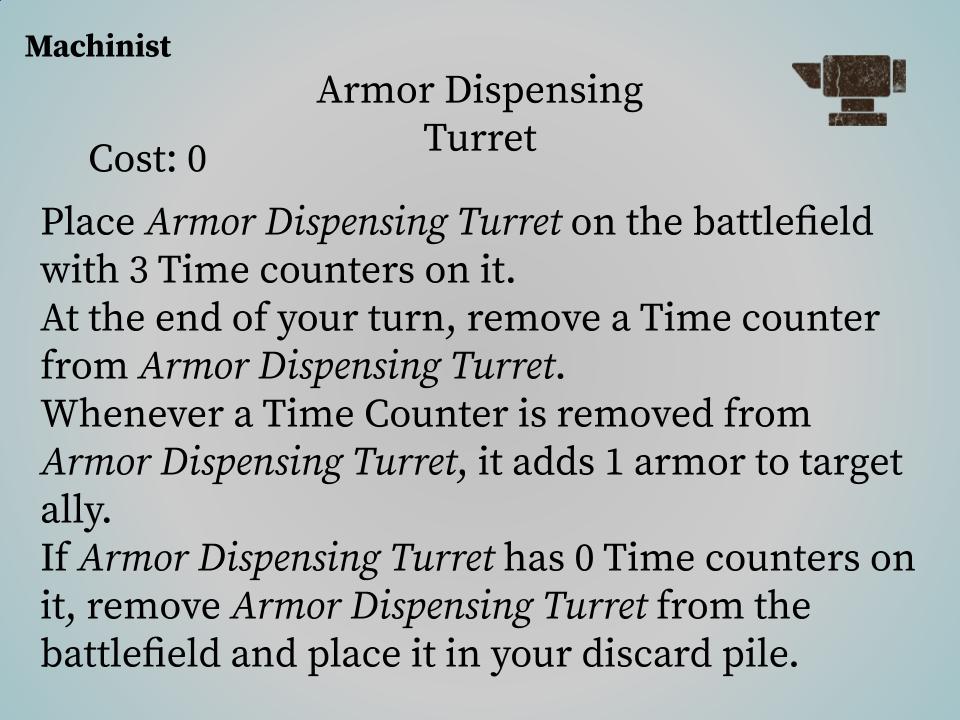 Machinist
Armor Dispensing
Turret
Cost: 0
Place Armor Dispensing Turret on the battlefield
with 3 Time counters on it.
At the end of your turn, remove a Time counter
from Armor Dispensing Turret.
Whenever a Time Counter is removed from
Armor Dispensing Turret, it adds 1 armor to target
ally.
If Armor Dispensing Turret has 0 Time counters on
it, remove Armor Dispensing Turret from the
battlefield and place it in your discard pile.